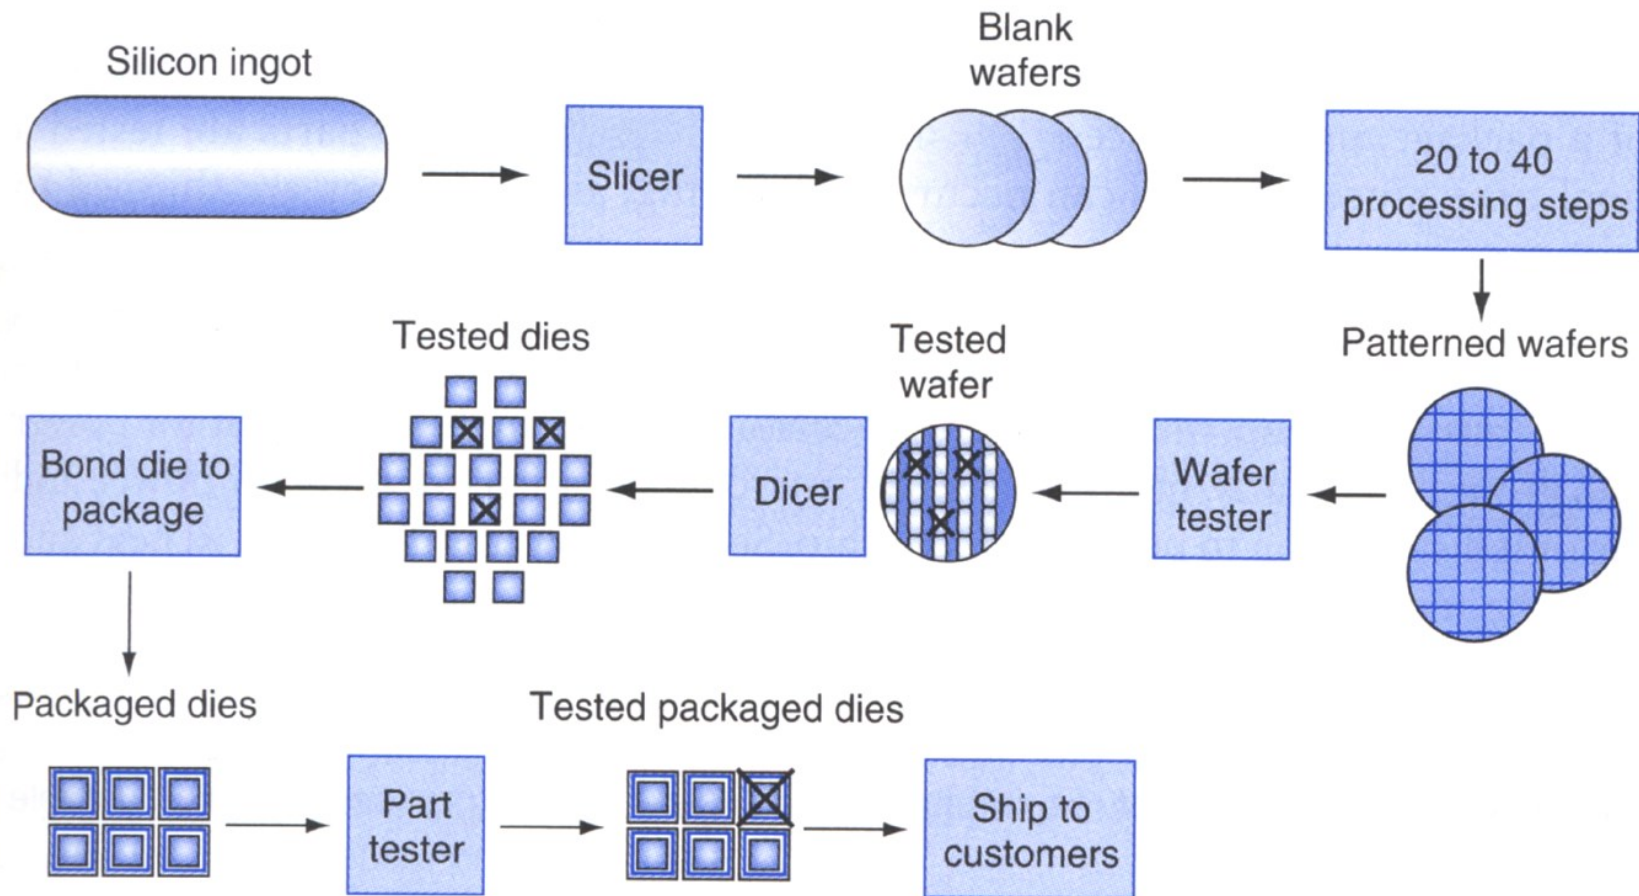 Silicon ingot
Slicer
Blank
wafers
20 to 40
processing steps
Patterned wafers
Wafer
tester
Tested
wafer
Dicer
Tested dies
Bond die to
package
Packaged dies
Part
tester
Tested packaged dies
Ship to
customers